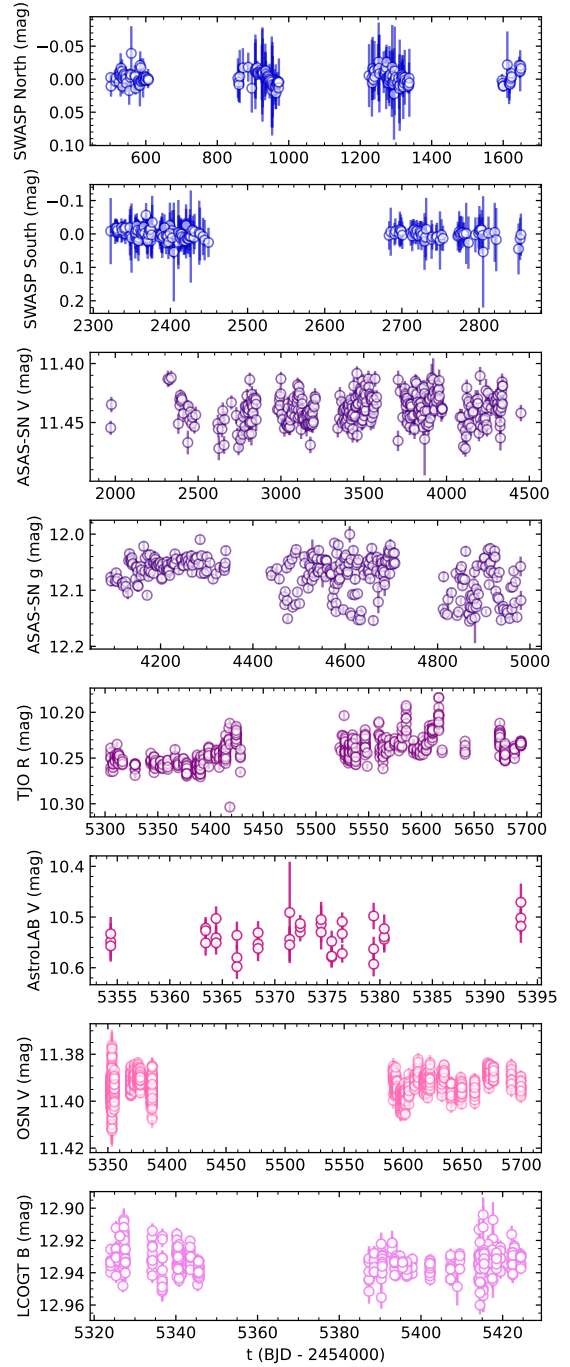 SWASP North (mag)
−0.05
0.00
0.05
0.10
600 800 1000 1200 1400 1600
SWASP South (mag)
−0.1
0.0
0.1
0.2
2300 2400 2500 2600 2700 2800
ASAS-SN V (mag)
11.40
11.45
2000 2500 3000 3500 4000 4500
ASAS-SN g (mag)
12.0
12.1
12.2
4200 4400 4600 4800 5000
TJO R (mag)
10.20
10.25
10.30
5300 5350 5400 5450 5500 5550 5600 5650 5700
AstroLAB V (mag)
10.4
10.5
10.6
5355 5360 5365 5370 5375 5380 5385 5390 5395
OSN V (mag)
11.38
11.40
11.42
5350 5400 5450 5500 5550 5600 5650 5700
LCOGT B (mag)
12.90
12.92
12.94
12.96
5320 5340 5360 5380 5400 5420
t (BJD - 2454000)